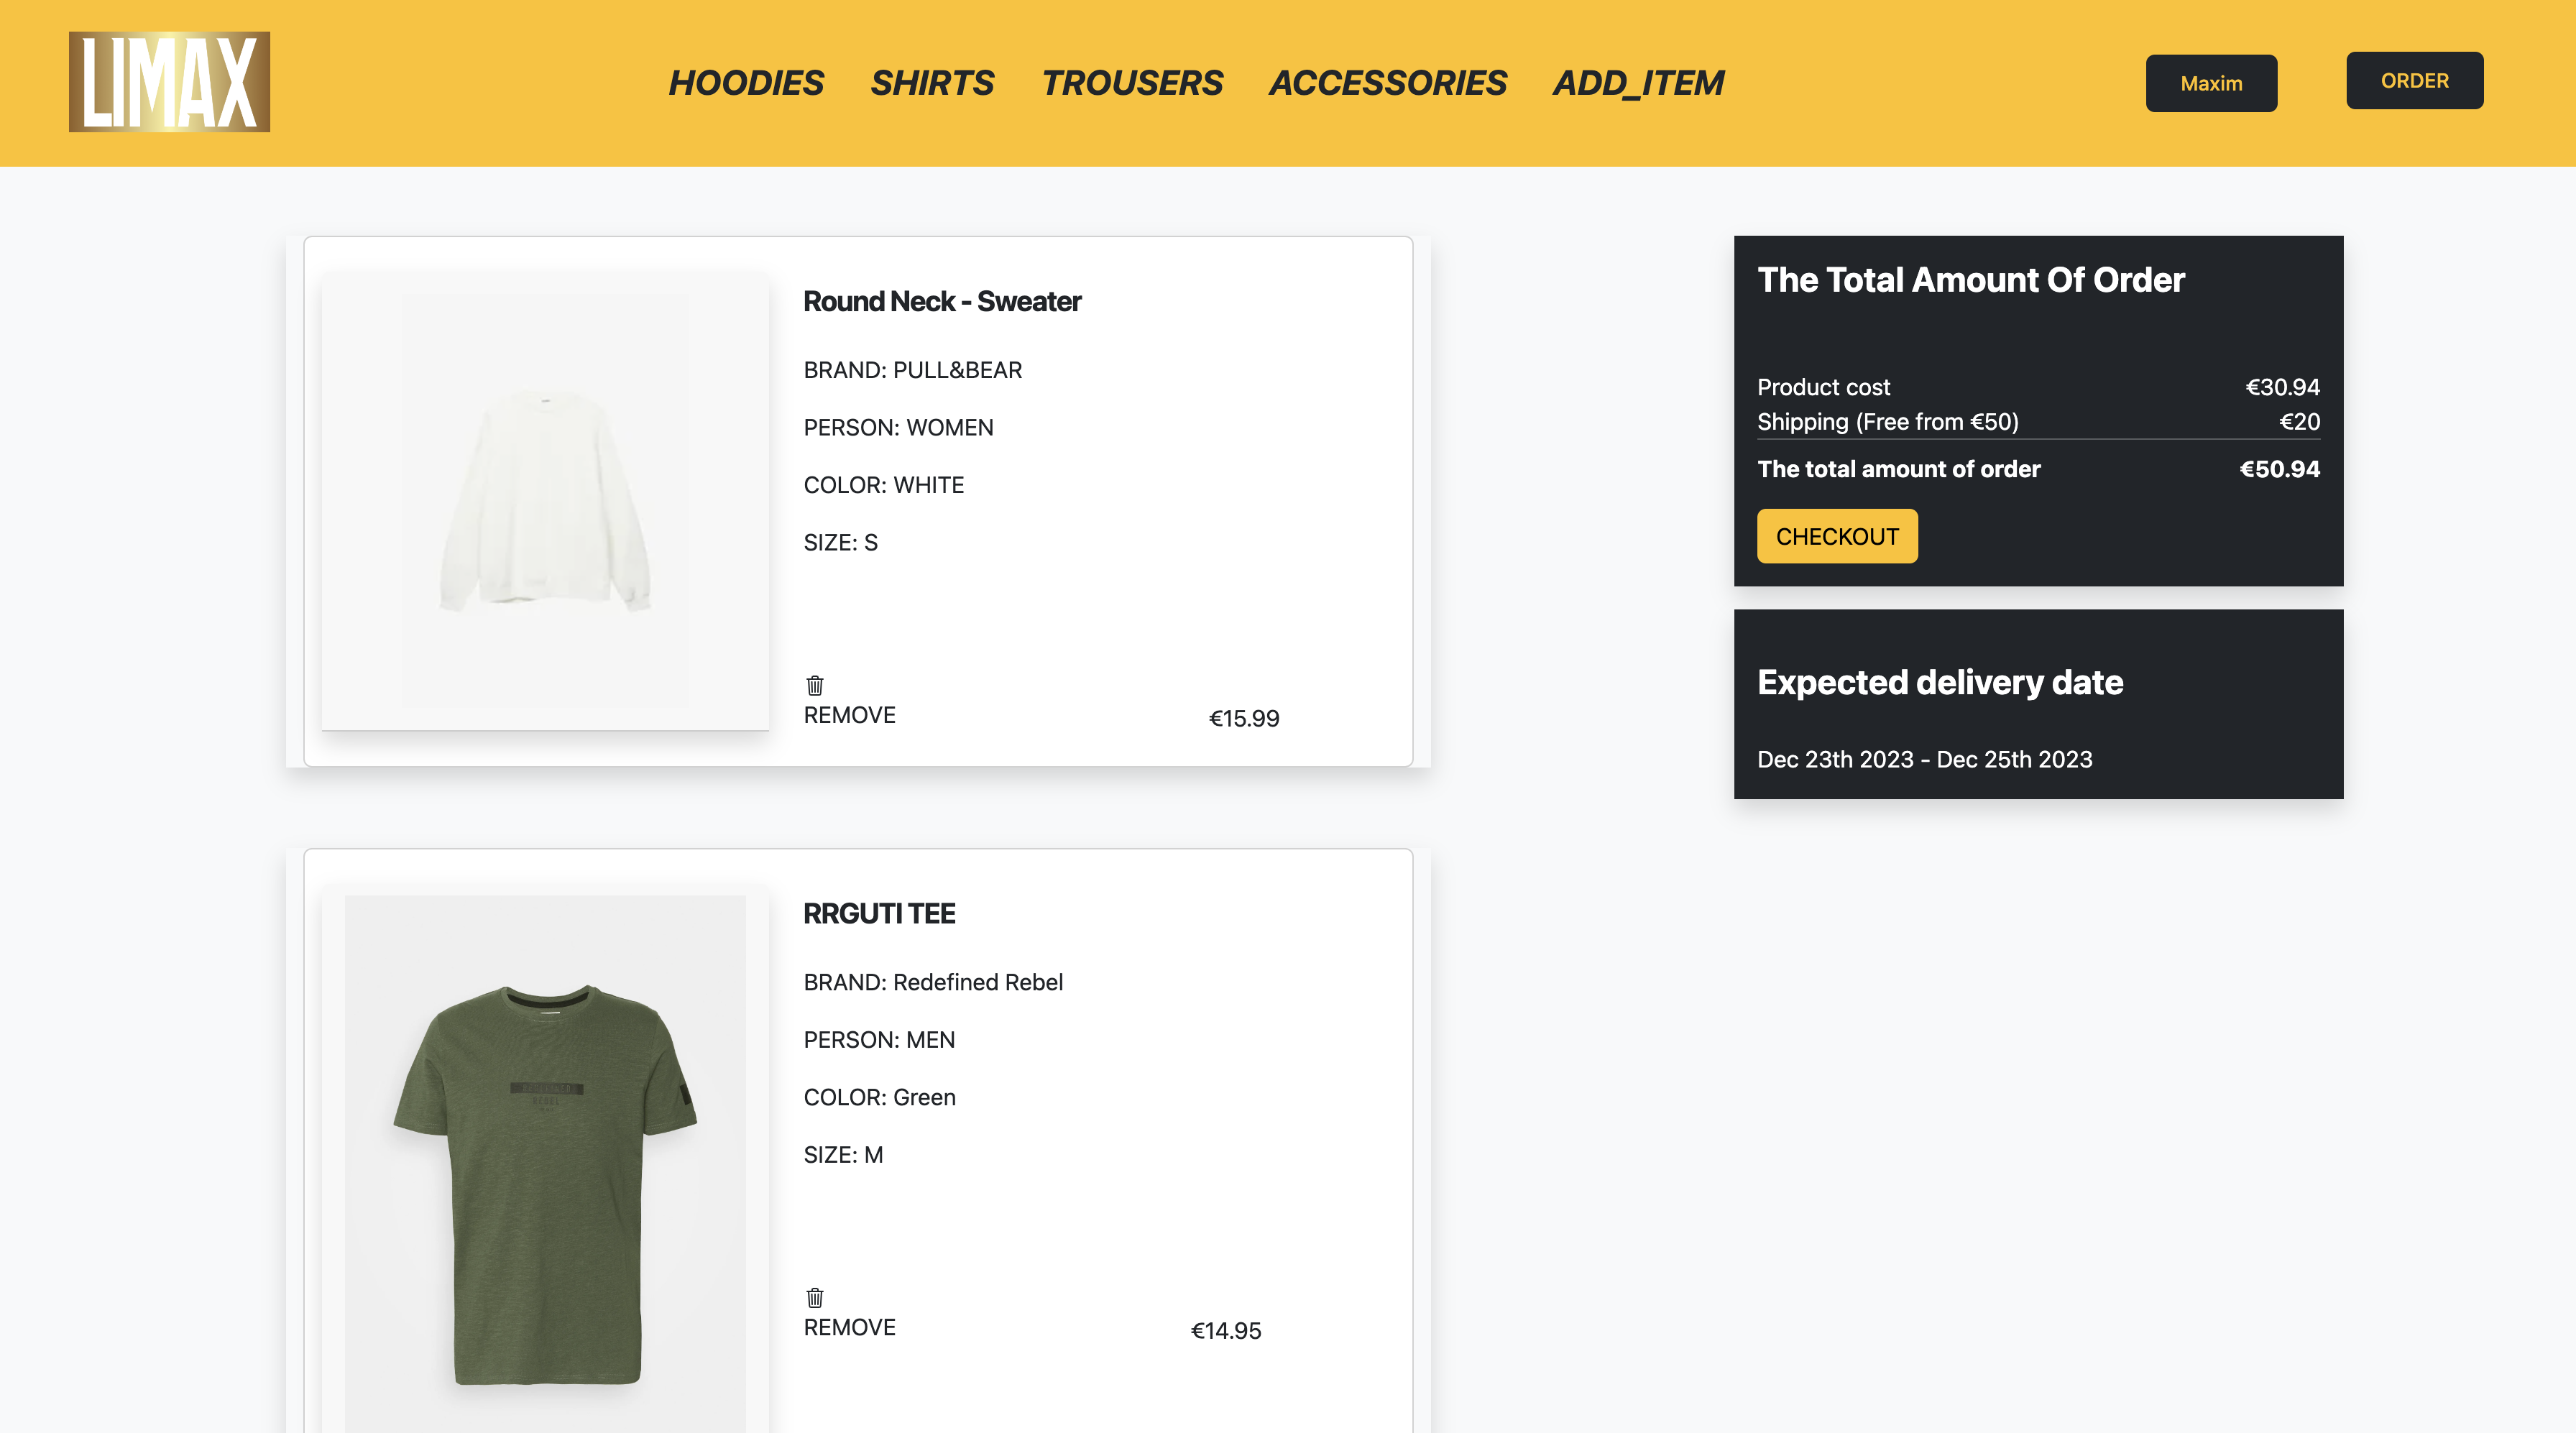 LIMAX
HOODIES SHIRTS TROUSERS ACCESSORIES ADD_ITEM
Maxim
ORDER
Round Neck - Sweater
BRAND: PULL&BEAR
PERSON: WOMEN
COLOR: WHITE
SIZE: S
REMOVE
€15.99
The Total Amount Of Order
Product cost €30.94
Shipping (Free from €50) €20
The total amount of order €50.94
CHECKOUT
Expected delivery date
Dec 23th 2023 - Dec 25th 2023
RRGUTI TEE
BRAND: Redefined Rebel
PERSON: MEN
COLOR: Green
SIZE: M
REMOVE
€14.95
REBEL